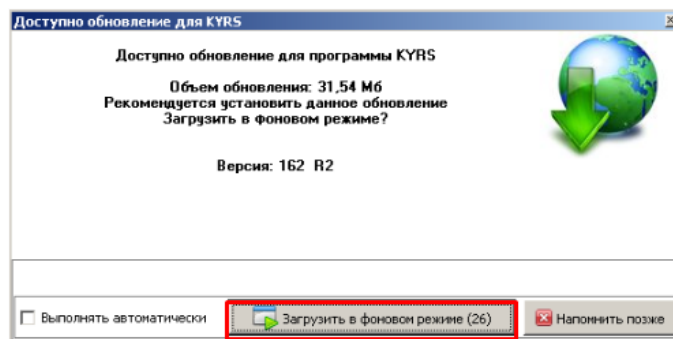 Доступно обновление для KYRS
Доступно обновление для программы KYRS
Объем обновления: 31,54 Мб
Рекомендуется установить данное обновление
Загрузить в фоновом режиме?
Версия: 162 R2
Выполнять автоматически
Загрузить в фоновом режиме (26)
Напомнить позже